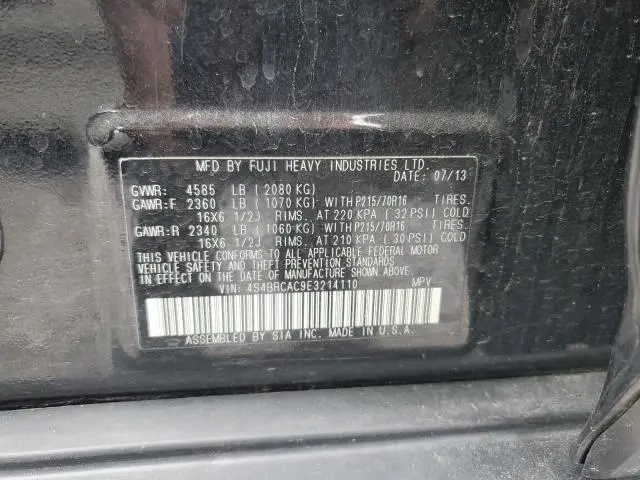 MFD BY FUJI HEAVY INDUSTRIES LTD.
DATE: 07/13
GVWR: 4585 LB (2080 KG)
GAWR:F 2360 LB (1070 KG) WITH P215/70R16 TIRES.
16X6 1/2J RIMS. AT 220 KPA (32 PSI) COLD
GAWR:R 2340 LB (1060 KG) WITH P215/70R16 TIRES.
16X6 1/2J RIMS. AT 210 KPA (30 PSI) COLD
THIS VEHICLE CONFORMS TO ALL APPLICABLE FEDERAL MOTOR
VEHICLE SAFETY AND THEFT PREVENTION STANDARDS
IN EFFECT ON THE DATE OF MANUFACTURE SHOWN ABOVE.
VIN: 4S4BRCAC9E3214110 MPV
ASSEMBLED BY SIA INC. MADE IN U.S.A.